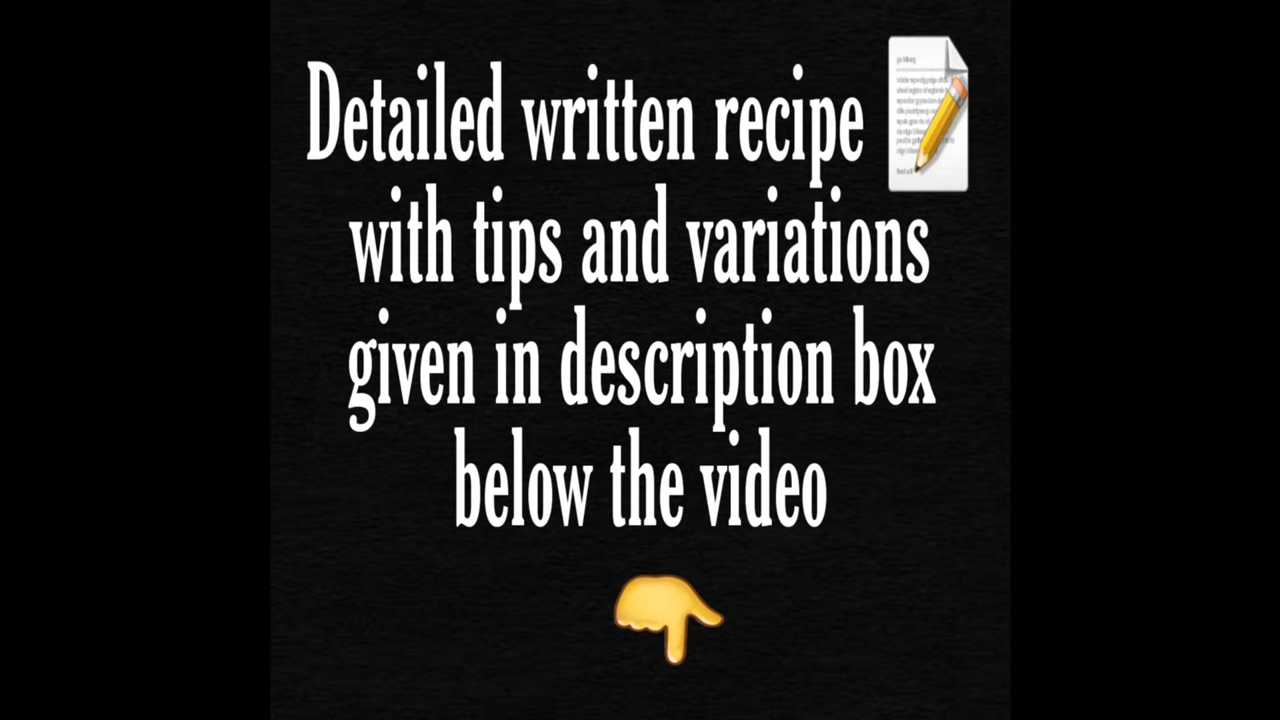 Detailed written recipe
with tips and variations
given in description box
below the video